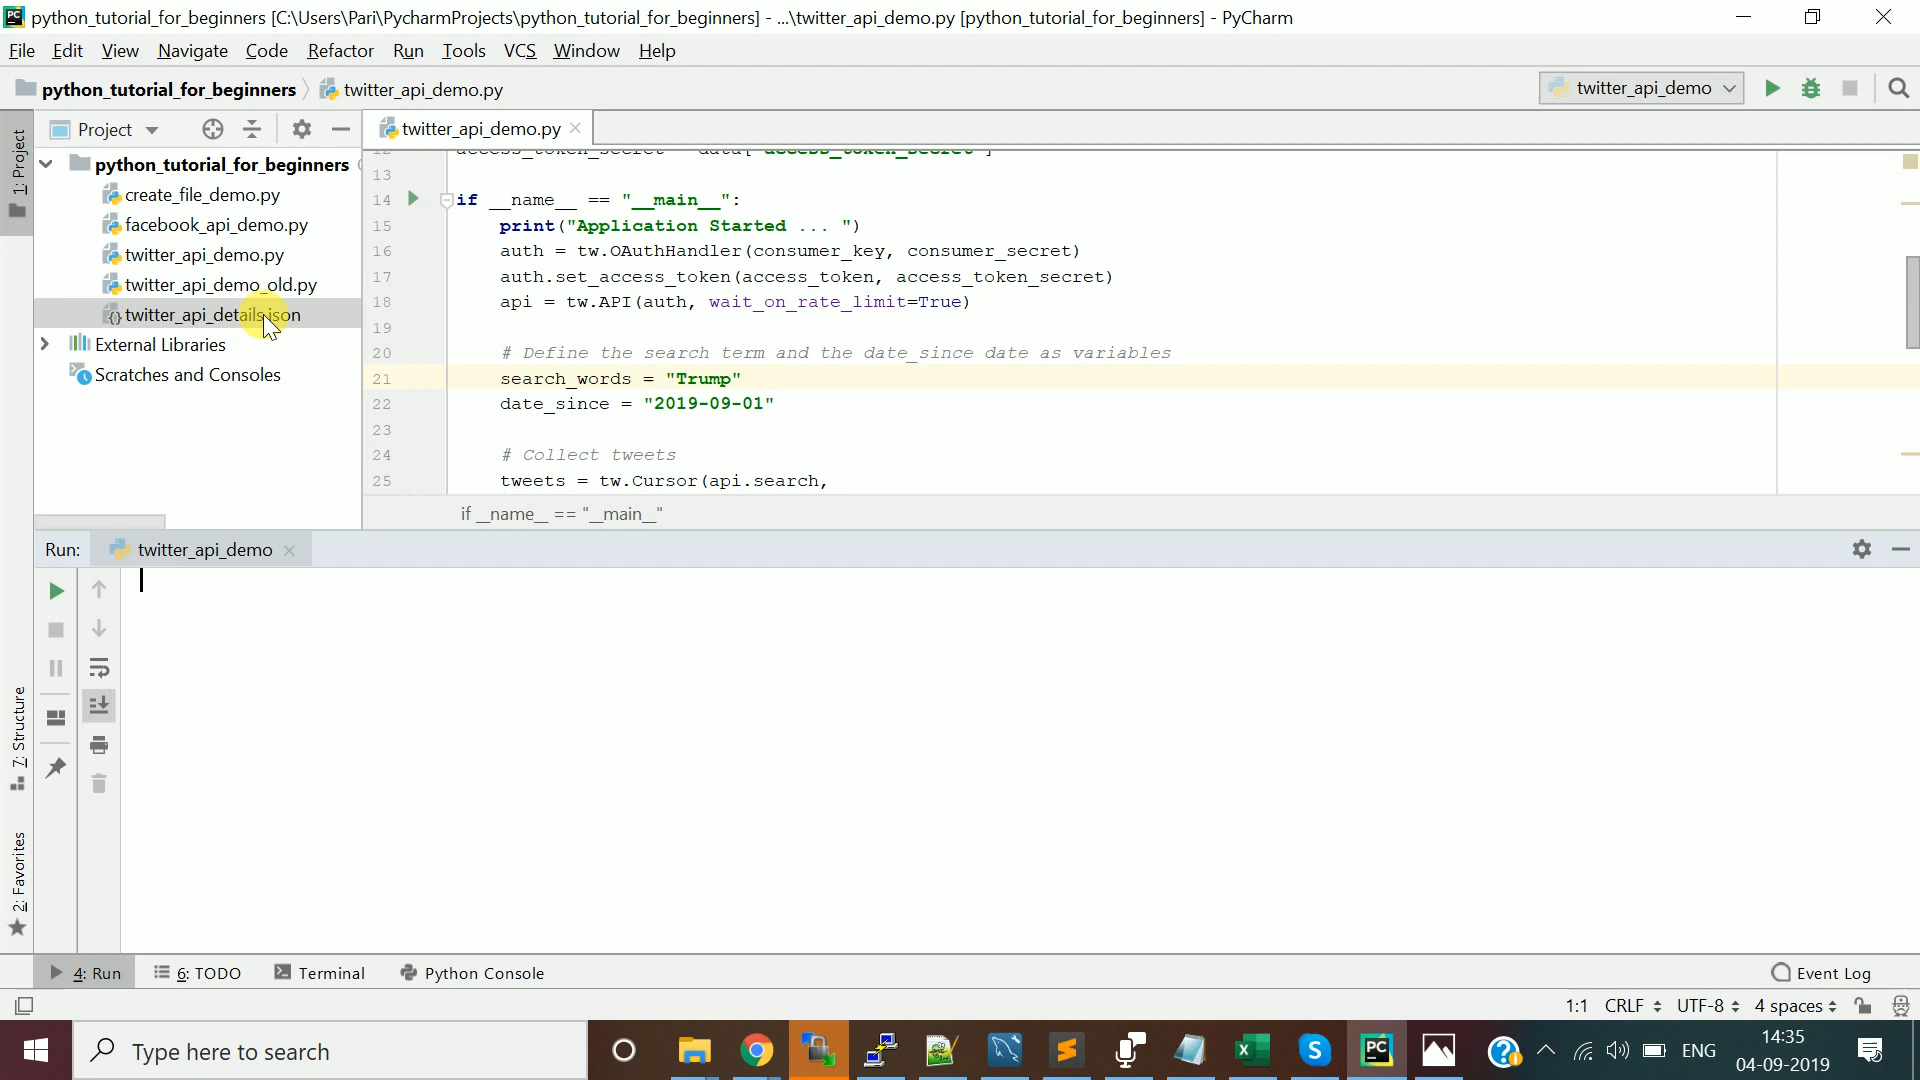 python_tutorial_for_beginners [C:\Users\Pari\PycharmProjects\python_tutorial_for_beginners] - ...\twitter_api_demo.py [python_tutorial_for_beginners] - PyCharm
File Edit View Navigate Code Refactor Run Tools VCS Window Help
python_tutorial_for_beginners twitter_api_demo.py twitter_api_demo
1: Project
Project
twitter_api_demo.py
python_tutorial_for_beginners
create_file_demo.py
facebook_api_demo.py
twitter_api_demo.py
twitter_api_demo_old.py
twitter_api_details.json
External Libraries
Scratches and Consoles
12 access_token_secret = data["access_token_secret"]
13
14 if __name__ == "__main__":
15 print("Application Started ... ")
16 auth = tw.OAuthHandler(consumer_key, consumer_secret)
17 auth.set_access_token(access_token, access_token_secret)
18 api = tw.API(auth, wait_on_rate_limit=True)
19
20 # Define the search term and the date_since date as variables
21 search_words = "Trump"
22 date_since = "2019-09-01"
23
24 # Collect tweets
25 tweets = tw.Cursor(api.search,
if __name__ == "__main__"
Run: twitter_api_demo
7: Structure
2: Favorites
4: Run 6: TODO Terminal Python Console Event Log
1:1 CRLF UTF-8 4 spaces
Type here to search
ENG
14:35
04-09-2019